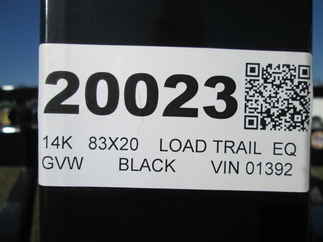 20023
14K 83X20 LOAD TRAIL EQ
GVW BLACK VIN 01392